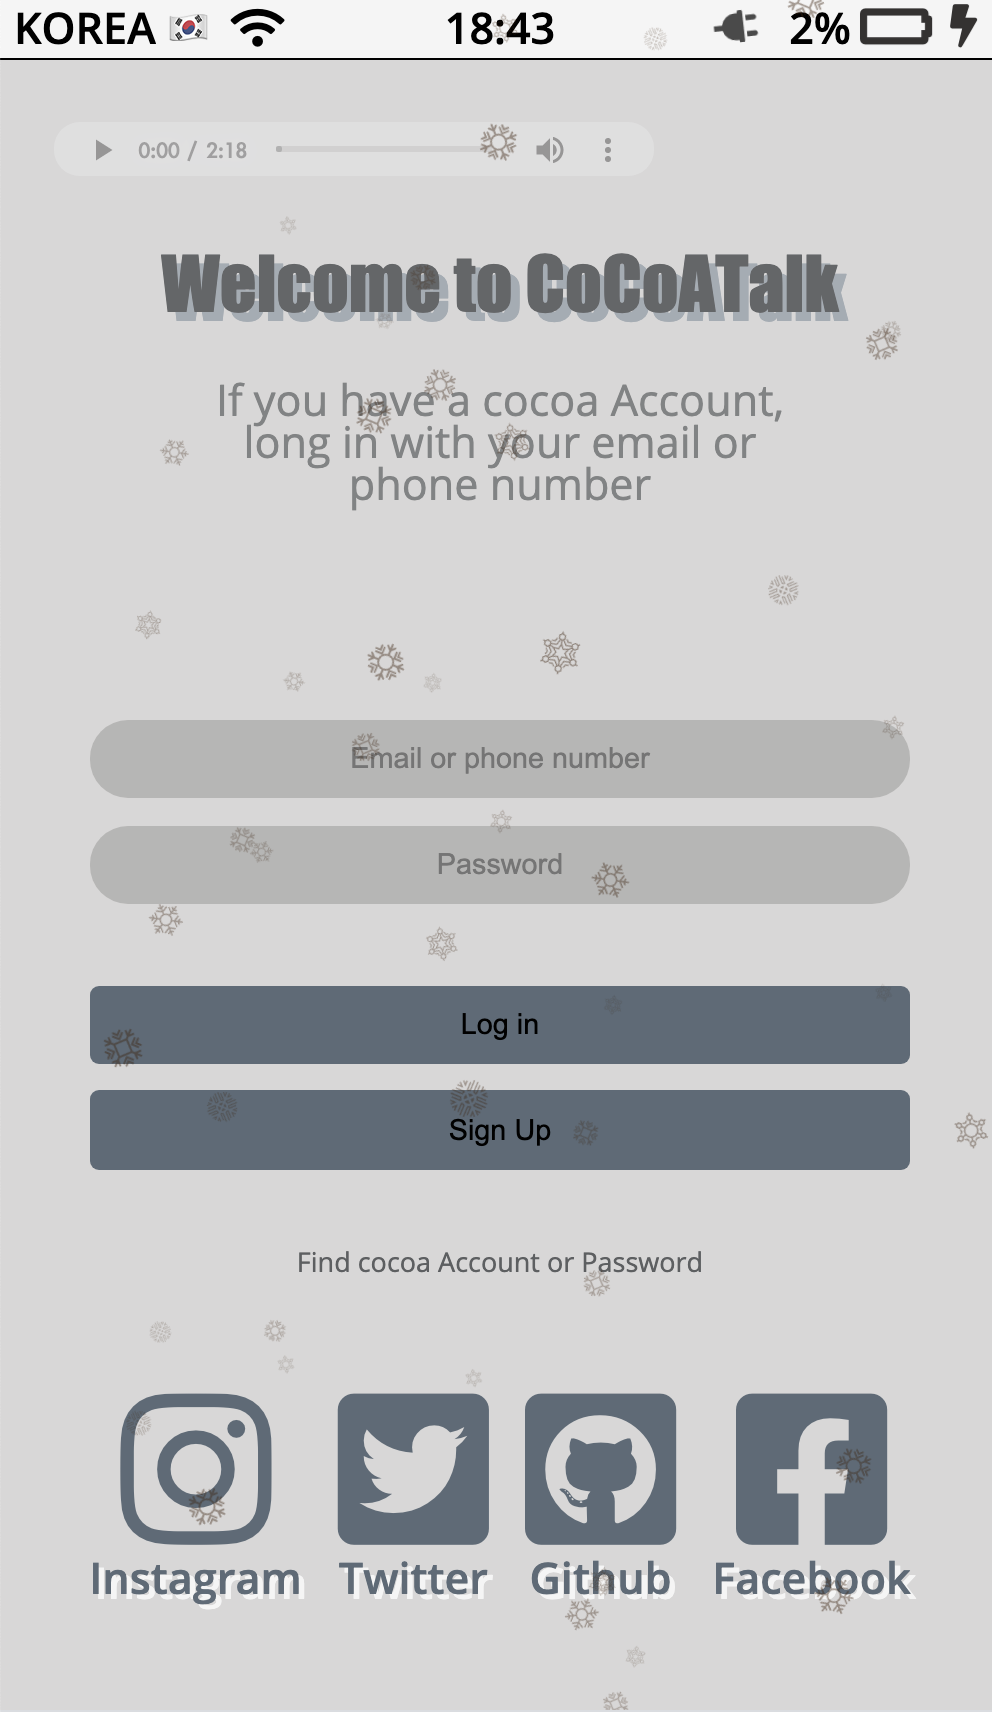 KOREA 🇰🇷 18:43 2%
0:00 / 2:18
Welcome to CoCoATalk
If you have a cocoa Account,
long in with your email or
phone number
Email or phone number
Password
Log in
Sign Up
Find cocoa Account or Password
Instagram Twitter Github Facebook